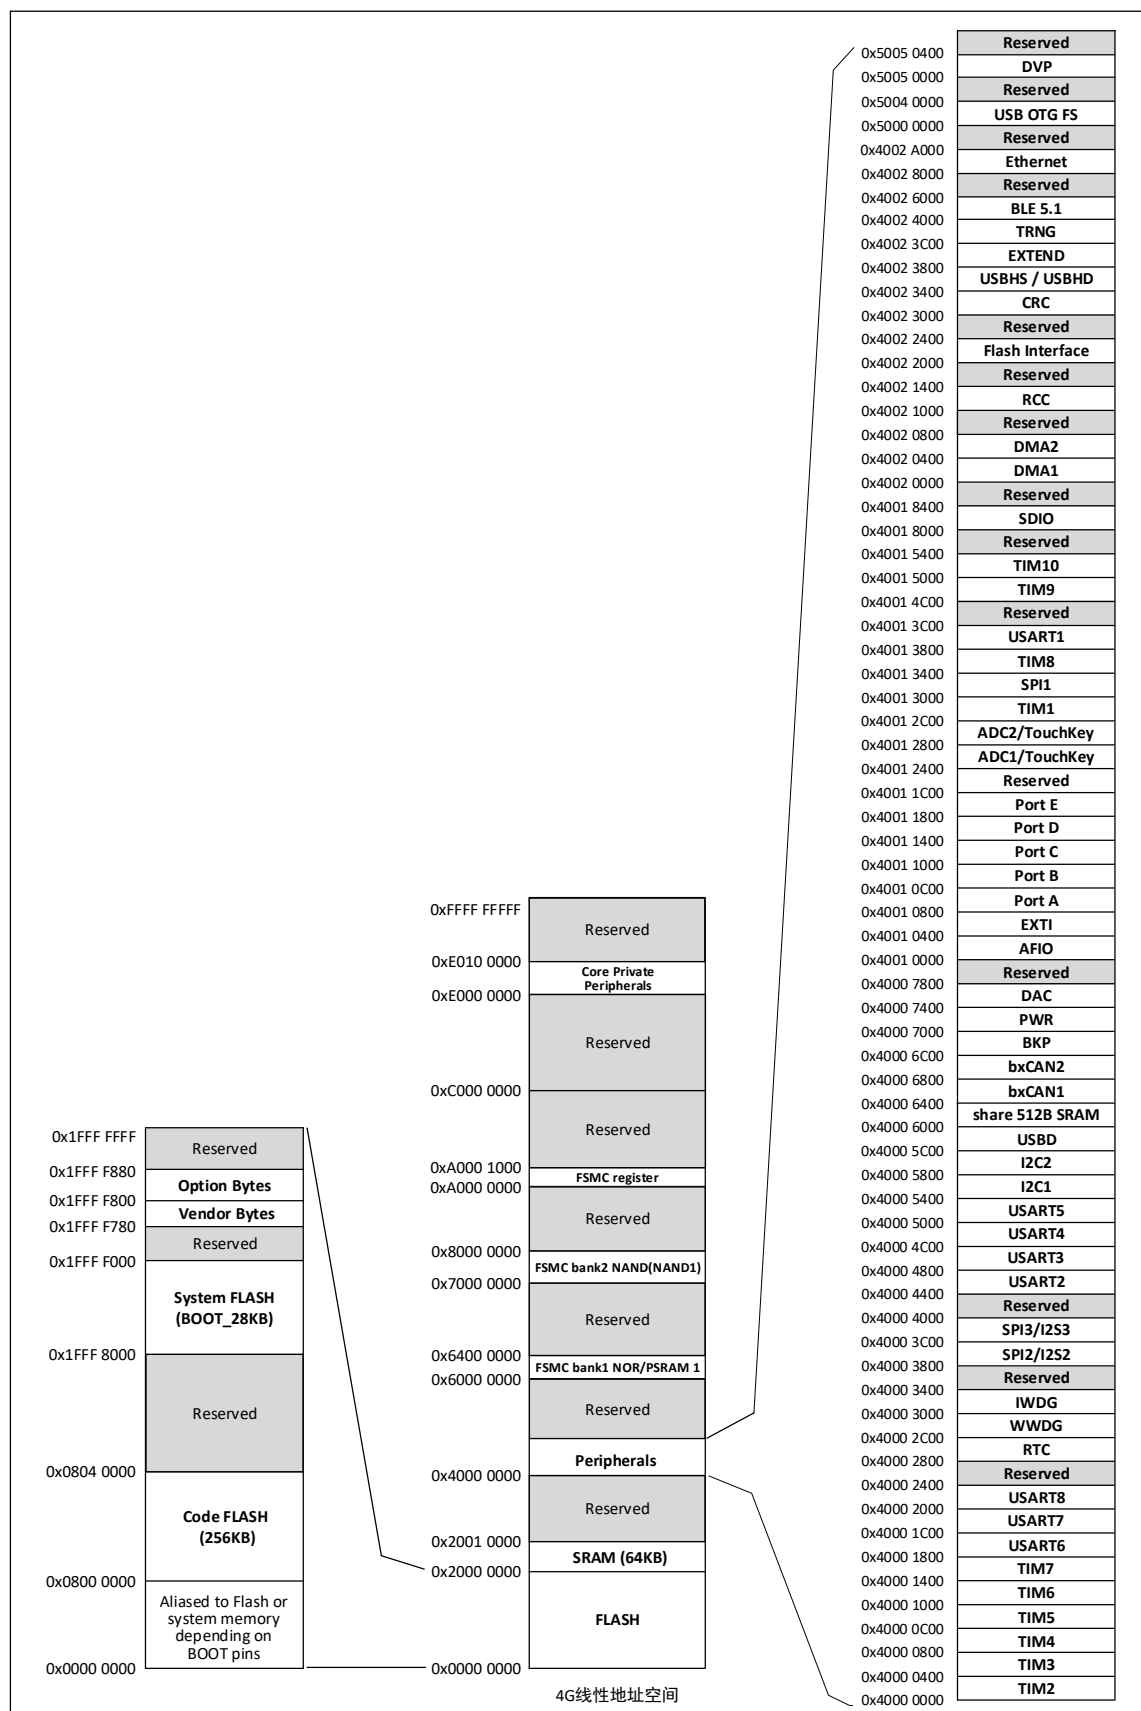 0x5005 0400
Reserved
DVP
0x5005 0000
Reserved
0x5004 0000
USB OTG FS
0x5000 0000
Reserved
0x4002 A000
Ethernet
0x4002 8000
Reserved
0x4002 6000
BLE 5.1
0x4002 4000
TRNG
0x4002 3C00
EXTEND
0x4002 3800
USBHS / USBHD
0x4002 3400
CRC
0x4002 3000
Reserved
0x4002 2400
Flash Interface
0x4002 2000
Reserved
0x4002 1400
RCC
0x4002 1000
Reserved
0x4002 0800
DMA2
0x4002 0400
DMA1
0x4002 0000
Reserved
0x4001 8400
SDIO
0x4001 8000
Reserved
0x4001 5400
TIM10
0x4001 5000
TIM9
0x4001 4C00
Reserved
0x4001 3C00
USART1
0x4001 3800
TIM8
0x4001 3400
SPI1
0x4001 3000
TIM1
0x4001 2C00
ADC2/TouchKey
0x4001 2800
ADC1/TouchKey
0x4001 2400
Reserved
0x4001 1C00
Port E
0x4001 1800
Port D
0x4001 1400
Port C
0x4001 1000
Port B
0x4001 0C00
Port A
0x4001 0800
EXTI
0x4001 0400
AFIO
0x4001 0000
Reserved
0x4000 7800
DAC
0x4000 7400
PWR
0x4000 7000
BKP
0x4000 6C00
bxCAN2
0x4000 6800
bxCAN1
0x4000 6400
share 512B SRAM
0x4000 6000
USBD
0x4000 5C00
I2C2
0x4000 5800
I2C1
0x4000 5400
USART5
0x4000 5000
USART4
0x4000 4C00
USART3
0x4000 4800
USART2
0x4000 4400
Reserved
0x4000 4000
SPI3/I2S3
0x4000 3C00
SPI2/I2S2
0x4000 3800
Reserved
0x4000 3400
IWDG
0x4000 3000
WWDG
0x4000 2C00
RTC
0x4000 2800
Reserved
0x4000 2400
USART8
0x4000 2000
USART7
0x4000 1C00
USART6
0x4000 1800
TIM7
0x4000 1400
TIM6
0x4000 1000
TIM5
0x4000 0C00
TIM4
0x4000 0800
TIM3
0x4000 0400
TIM2
0x4000 0000
0xFFFF FFFFF
Reserved
0xE010 0000
Core Private
Peripherals
0xE000 0000
Reserved
0xC000 0000
Reserved
0xA000 1000
FSMC register
0xA000 0000
Reserved
0x8000 0000
FSMC bank2 NAND(NAND1)
0x7000 0000
Reserved
0x6400 0000
FSMC bank1 NOR/PSRAM 1
0x6000 0000
Reserved
Peripherals
0x4000 0000
Reserved
0x2001 0000
SRAM (64KB)
0x2000 0000
FLASH
0x0000 0000
4G线性地址空间
0x1FFF FFFF
Reserved
0x1FFF F880
Option Bytes
0x1FFF F800
Vendor Bytes
0x1FFF F780
Reserved
0x1FFF F000
System FLASH
(BOOT_28KB)
0x1FFF 8000
Reserved
0x0804 0000
Code FLASH
(256KB)
0x0800 0000
Aliased to Flash or
system memory
depending on
BOOT pins
0x0000 0000